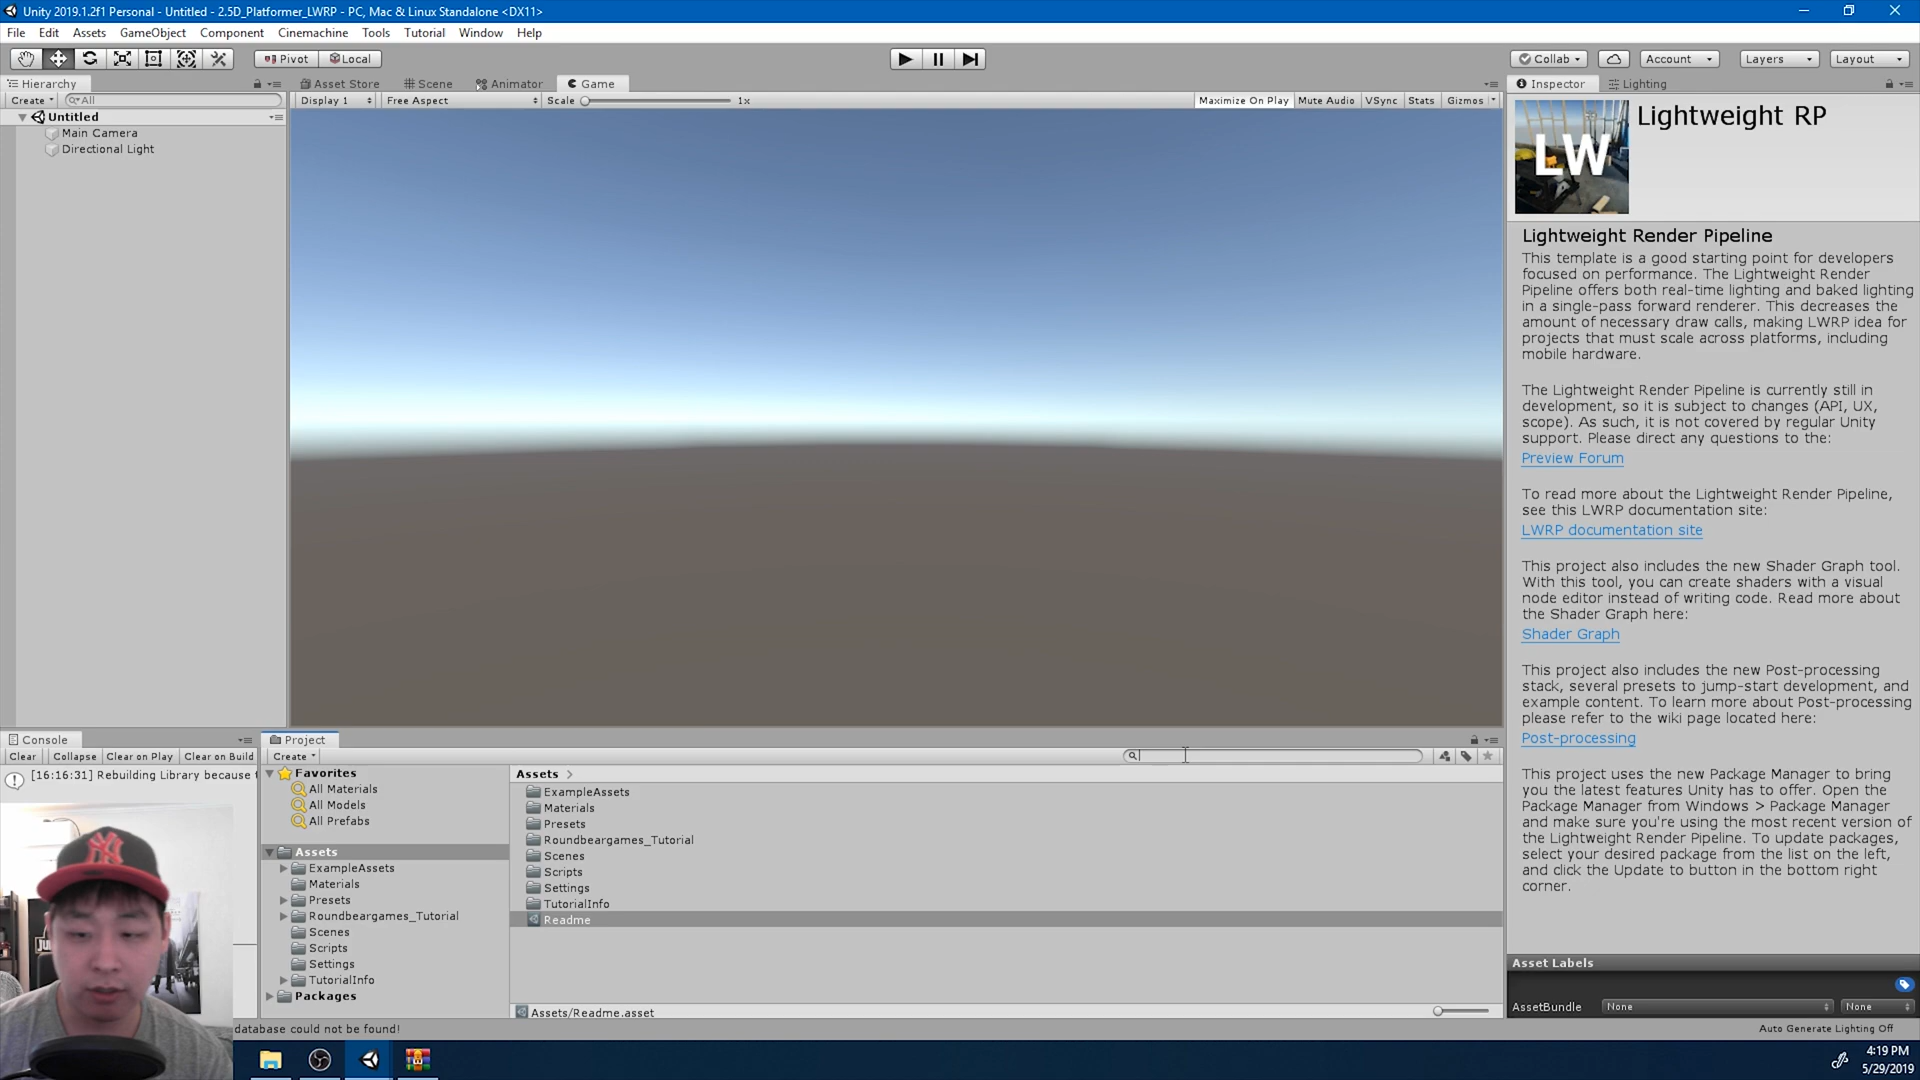 Unity 2019.1.2f1 Personal - Untitled - 2.5D_Platformer_LWRP - PC, Mac & Linux Standalone <DX11>
File Edit Assets GameObject Component Cinemachine Tools Tutorial Window Help
Pivot Local Collab Account Layers Layout
Hierarchy
Create All
Untitled
Main Camera
Directional Light
Asset Store Scene Animator Game
Display 1 Free Aspect Scale 1x Maximize On Play Mute Audio VSync Stats Gizmos
Inspector Lighting
LW
Lightweight RP
Lightweight Render Pipeline
This template is a good starting point for developers
focused on performance. The Lightweight Render
Pipeline offers both real-time lighting and baked lighting
in a single-pass forward renderer. This decreases the
amount of necessary draw calls, making LWRP idea for
projects that must scale across platforms, including
mobile hardware.
The Lightweight Render Pipeline is currently still in
development, so it is subject to changes (API, UX,
scope). As such, it is not covered by regular Unity
support. Please direct any questions to the:
Preview Forum
To read more about the Lightweight Render Pipeline,
see this LWRP documentation site:
LWRP documentation site
This project also includes the new Shader Graph tool.
With this tool, you can create shaders with a visual
node editor instead of writing code. Read more about
the Shader Graph here:
Shader Graph
This project also includes the new Post-processing
stack, several presets to jump-start development, and
example content. To learn more about Post-processing
please refer to the wiki page located here:
Post-processing
This project uses the new Package Manager to bring
you the latest features Unity has to offer. Open the
Package Manager from Windows > Package Manager
and make sure you're using the most recent version of
the Lightweight Render Pipeline. To update packages,
select your desired package from the list on the left,
and click the Update to button in the bottom right
corner.
Asset Labels
AssetBundle None None
Auto Generate Lighting Off
Console
Clear Collapse Clear on Play Clear on Build
[16:16:31] Rebuilding Library because
Project
Create
Favorites
All Materials
All Models
All Prefabs
Assets
ExampleAssets
Materials
Presets
Roundbeargames_Tutorial
Scenes
Scripts
Settings
TutorialInfo
Packages
Assets
ExampleAssets
Materials
Presets
Roundbeargames_Tutorial
Scenes
Scripts
Settings
TutorialInfo
Readme
Assets/Readme.asset
database could not be found!
4:19 PM
5/29/2019